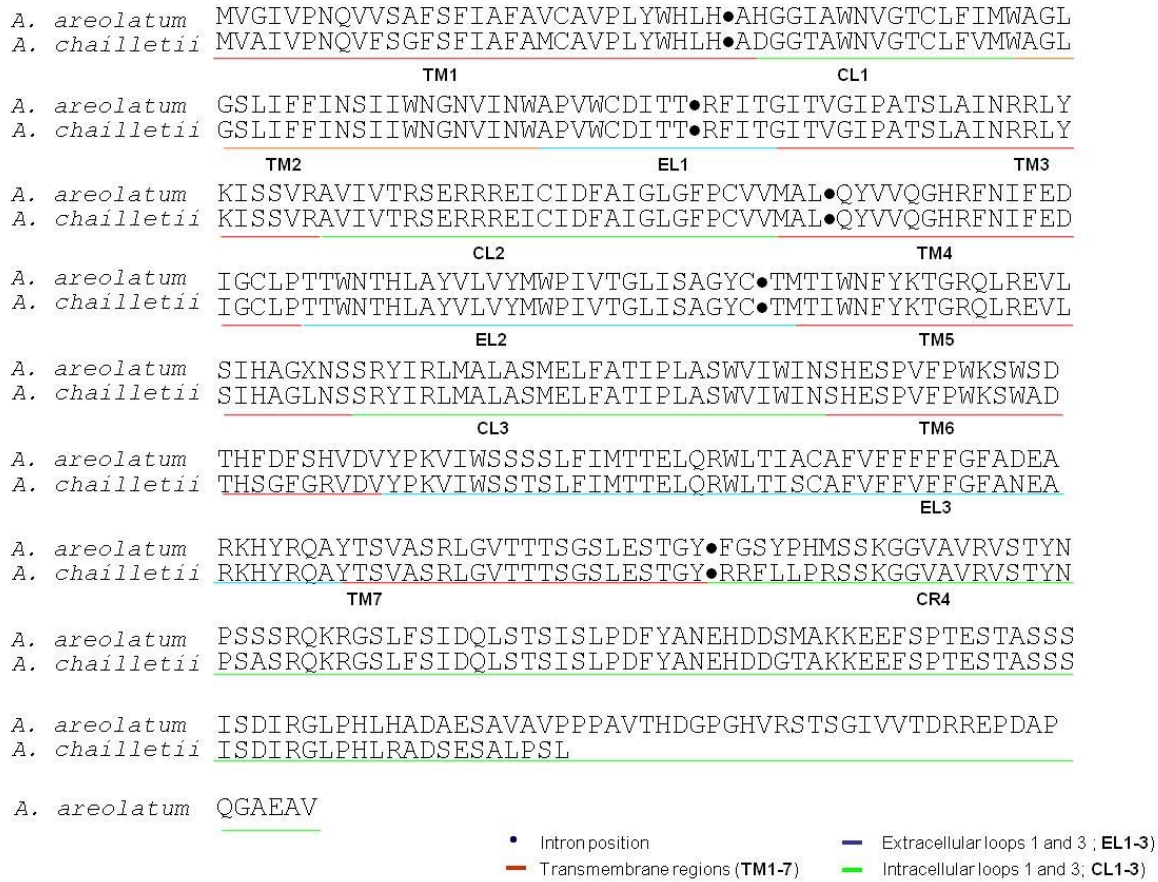 A. areolatum MVGIVPNQVVSAFSFIAFAVCAVPLYWHLH●AHGGIAWNVGTCLFIMWAGL
A. chailletii MVAIVPNQVFSGFSFIAFAMCAVPLYWHLH●ADGGTAWNVGTCLFVMWAGL
TM1 CL1
A. areolatum GSLIFFINSIIWNGNVINWAPVWCDITT●RFITGITVGIPATSLAINRRLY
A. chailletii GSLIFFINSIIWNGNVINWAPVWCDITT●RFITGITVGIPATSLAINRRLY
TM2 EL1 TM3
A. areolatum KISSVRAVIVTRSERRREICIDFAIGLGFPCVVMAL●QYVVQGHRFNIFED
A. chailletii KISSVRAVIVTRSERRREICIDFAIGLGFPCVVMAL●QYVVQGHRFNIFED
CL2 TM4
A. areolatum IGCLPTTWNTHLAYVLVYMWPIVTGLISAGYC●TMTIWNFYKTGRQLREVL
A. chailletii IGCLPTTWNTHLAYVLVYMWPIVTGLISAGYC●TMTIWNFYKTGRQLREVL
EL2 TM5
A. areolatum SIHAGXNSSRYIRLMALASMELFATIPLASWVIWINSHESPVFPWKSWSD
A. chailletii SIHAGLNSSRYIRLMALASMELFATIPLASWVIWINSHESPVFPWKSWAD
CL3 TM6
A. areolatum THFDFSHVDVYPKVIWSSSSLFIMTTELQRWLTIACAFVFFFFFGFADEA
A. chailletii THSGFGRVDVYPKVIWSSTSLFIMTTELQRWLTISCAFVFFVFFGFANEA
EL3
A. areolatum RKHYRQAYTSVASRLGVTTTSGSLESTGY●FGSYPHMSSKGGVAVRVSTYN
A. chailletii RKHYRQAYTSVASRLGVTTTSGSLESTGY●RRFLLPRSSKGGVAVRVSTYN
TM7 CR4
A. areolatum PSSSRQKRGSLFSIDQLSTSISLPDFYANEHDDSMAKKEEFSPTESTASSS
A. chailletii PSASRQKRGSLFSIDQLSTSISLPDFYANEHDDGTAKKEEFSPTESTASSS
A. areolatum ISDIRGLPHLHADAESAVAVPPPAVTHDGPGHVRSTSGIVVTDRREPDAP
A. chailletii ISDIRGLPHLRADSESALPSL
A. areolatum QGAEAV
● Intron position
Transmembrane regions (TM1-7)
Extracellular loops 1 and 3 ; EL1-3)
Intracellular loops 1 and 3; CL1-3)